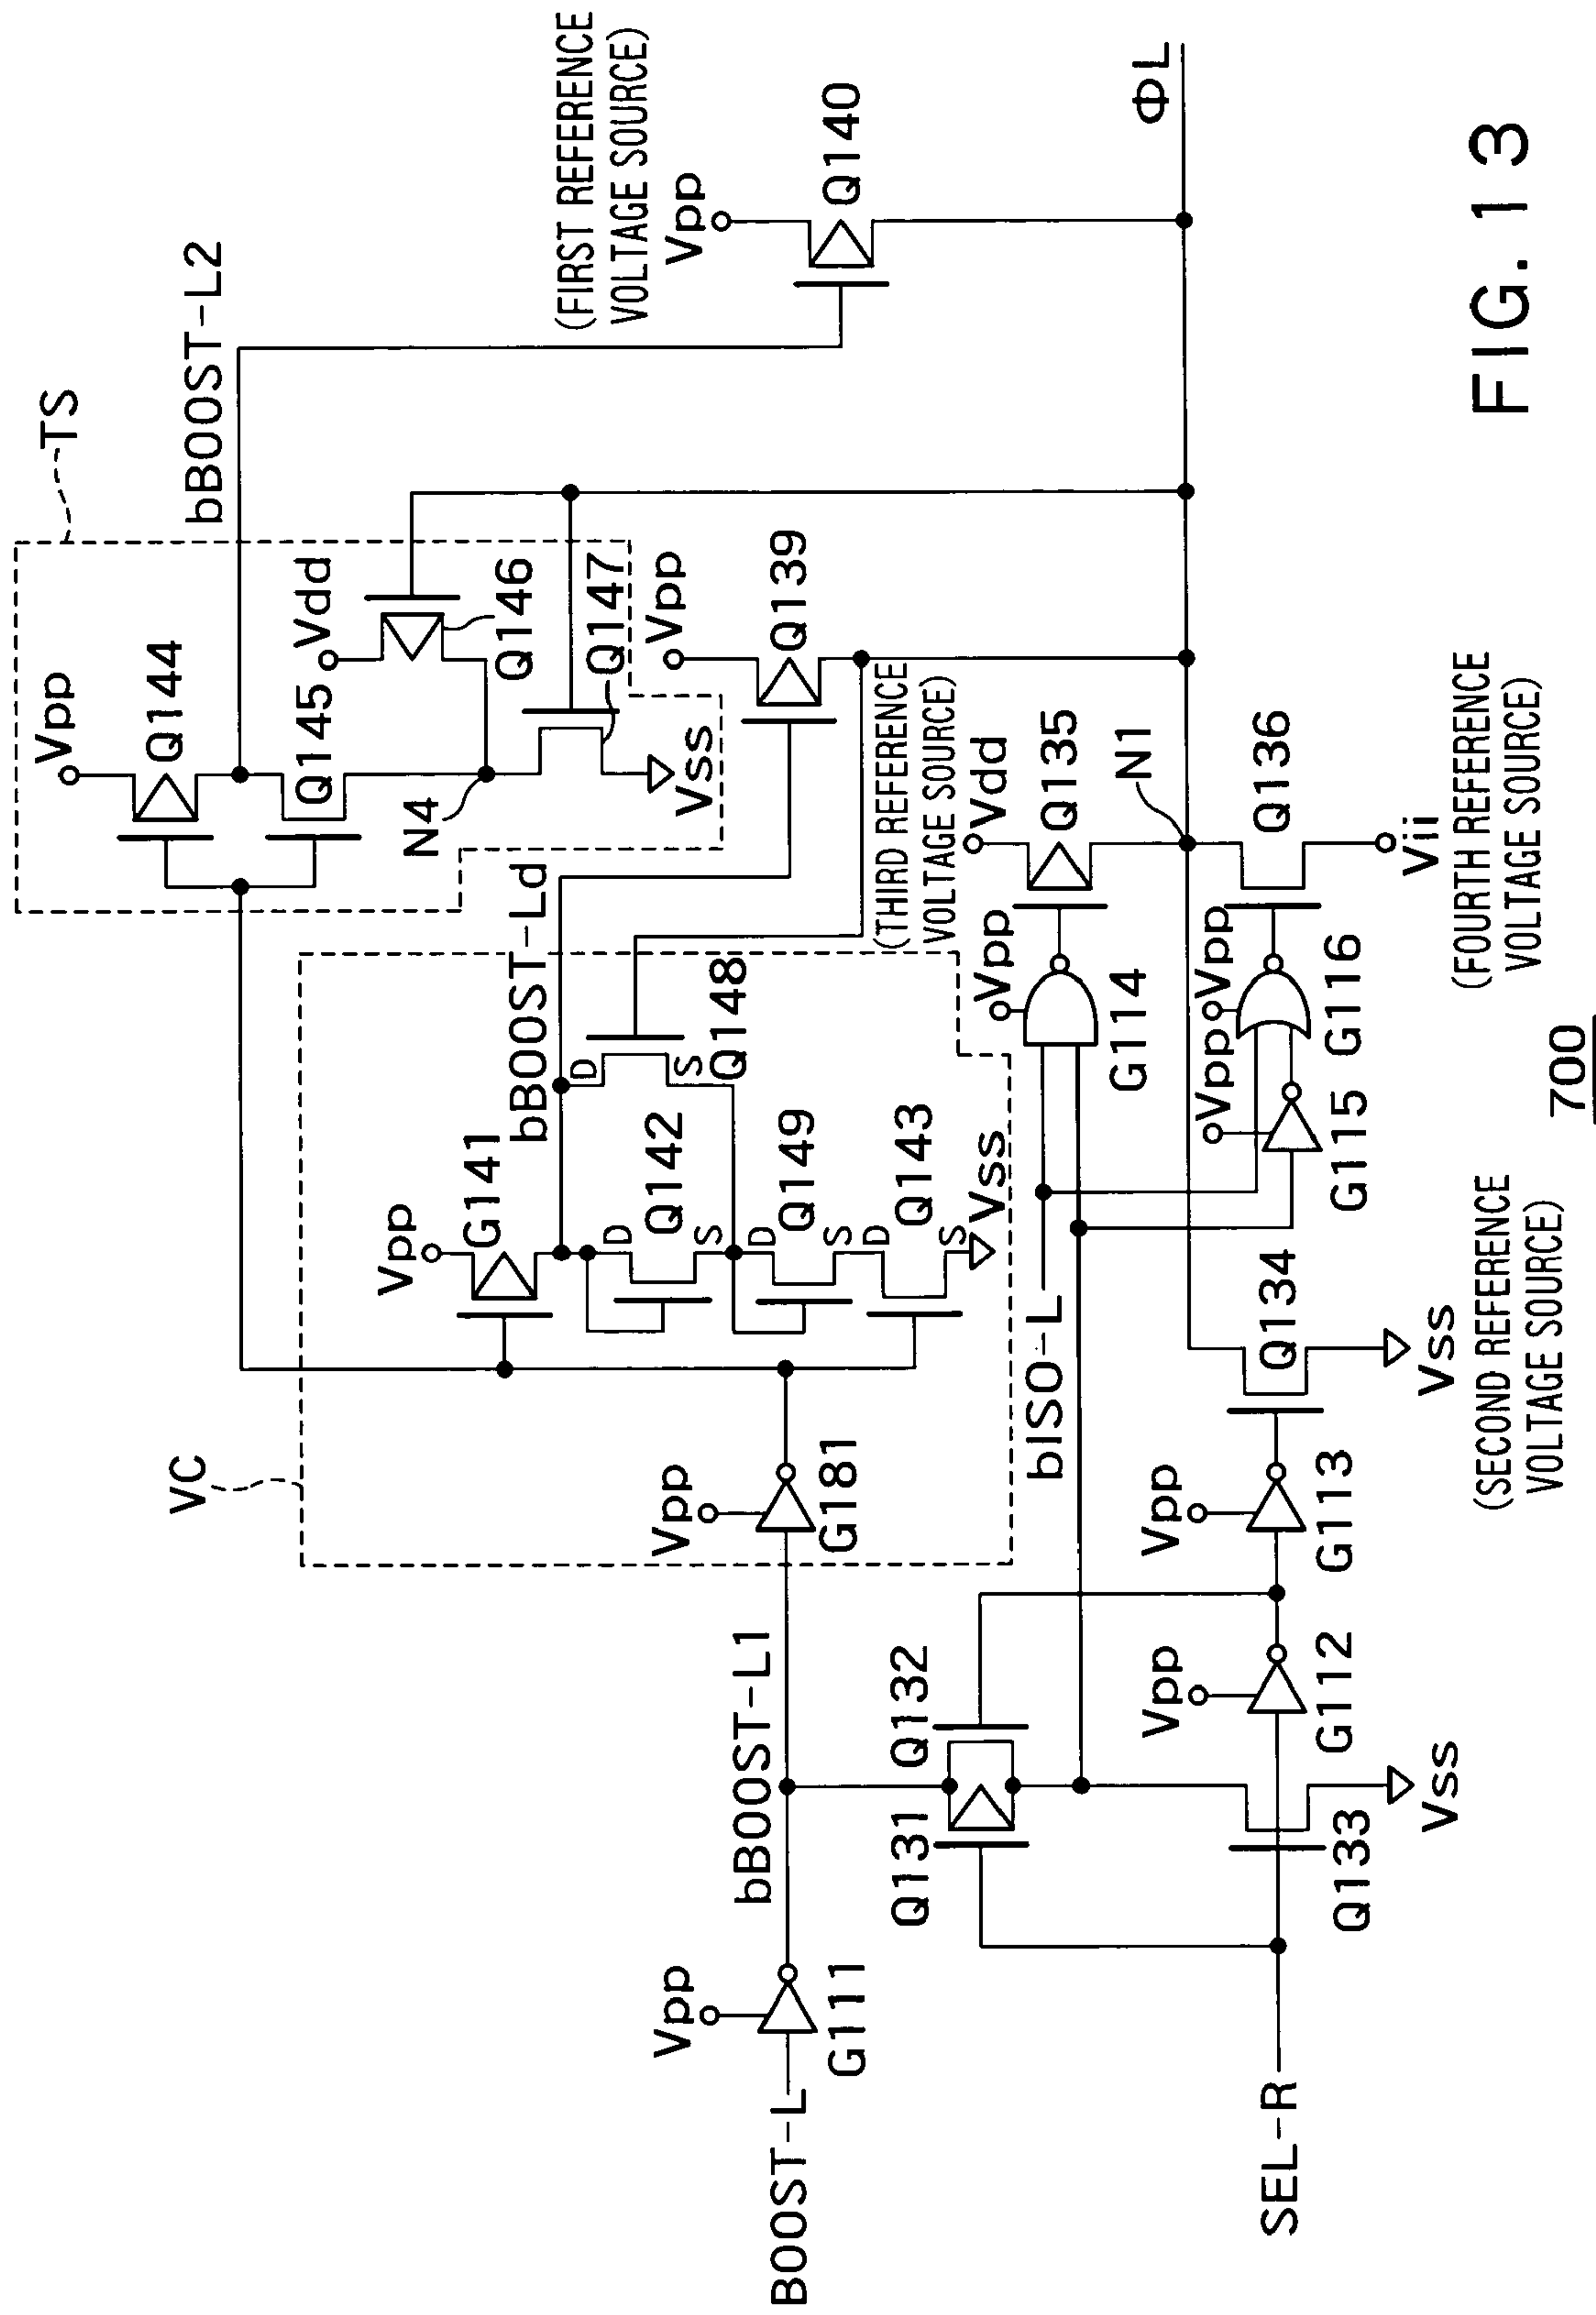 BOOST-L
Vpp
G111
bBOOST-L1
Vpp
G181
VC
Vpp
G141
D
Q142
S
D
Q149
S
D
Q143
S
Vss
bBOOST-Ld
D
S
Q148
TS
Vpp
Q144
Q145
N4
Vdd
Q146
Q147
Vss
bBOOST-L2
Vpp
Q139
(FIRST REFERENCE
VOLTAGE SOURCE)
Vpp
Q140
ΦL
SEL-R
Q131
Q132
Q133
Vss
Vpp
G112
Vpp
G113
Q134
Vss
(SECOND REFERENCE
VOLTAGE SOURCE)
bISO-L
Vpp
G114
Vpp
G115
Vpp
G116
(THIRD REFERENCE
VOLTAGE SOURCE)
Vdd
Q135
N1
Q136
Vii
(FOURTH REFERENCE
VOLTAGE SOURCE)
700
FIG. 13